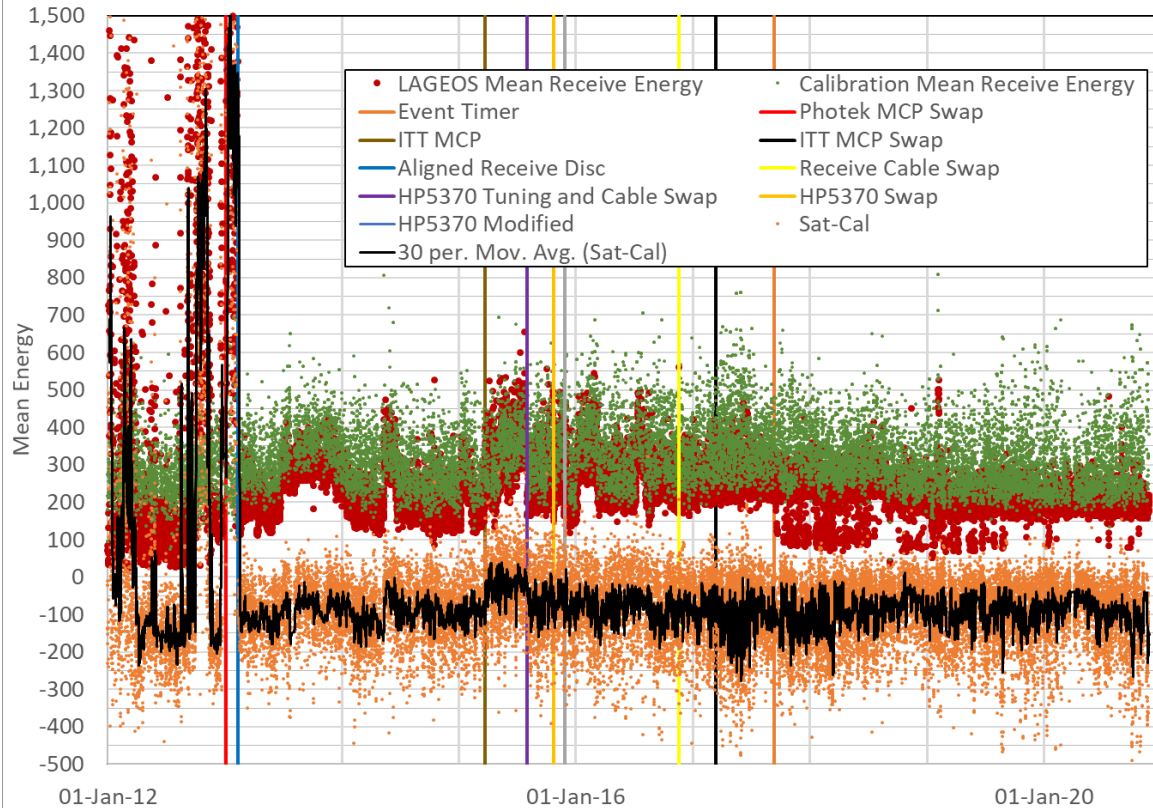 1,500
1,400
1,300
1,200
1,100
1,000
900
800
700
600
500
400
300
200
100
0
-100
-200
-300
-400
-500
Mean Energy
LAGEOS Mean Receive Energy Calibration Mean Receive Energy
Event Timer Photek MCP Swap
ITT MCP ITT MCP Swap
Aligned Receive Disc Receive Cable Swap
HP5370 Tuning and Cable Swap HP5370 Swap
HP5370 Modified Sat-Cal
30 per. Mov. Avg. (Sat-Cal)
01-Jan-12 01-Jan-16 01-Jan-20